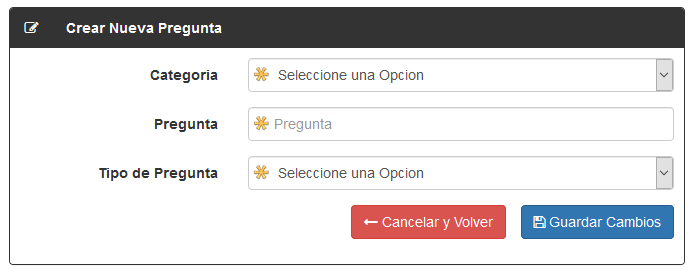 Crear Nueva Pregunta
Categoria Seleccione una Opcion
Pregunta Pregunta
Tipo de Pregunta Seleccione una Opcion
Cancelar y Volver Guardar Cambios